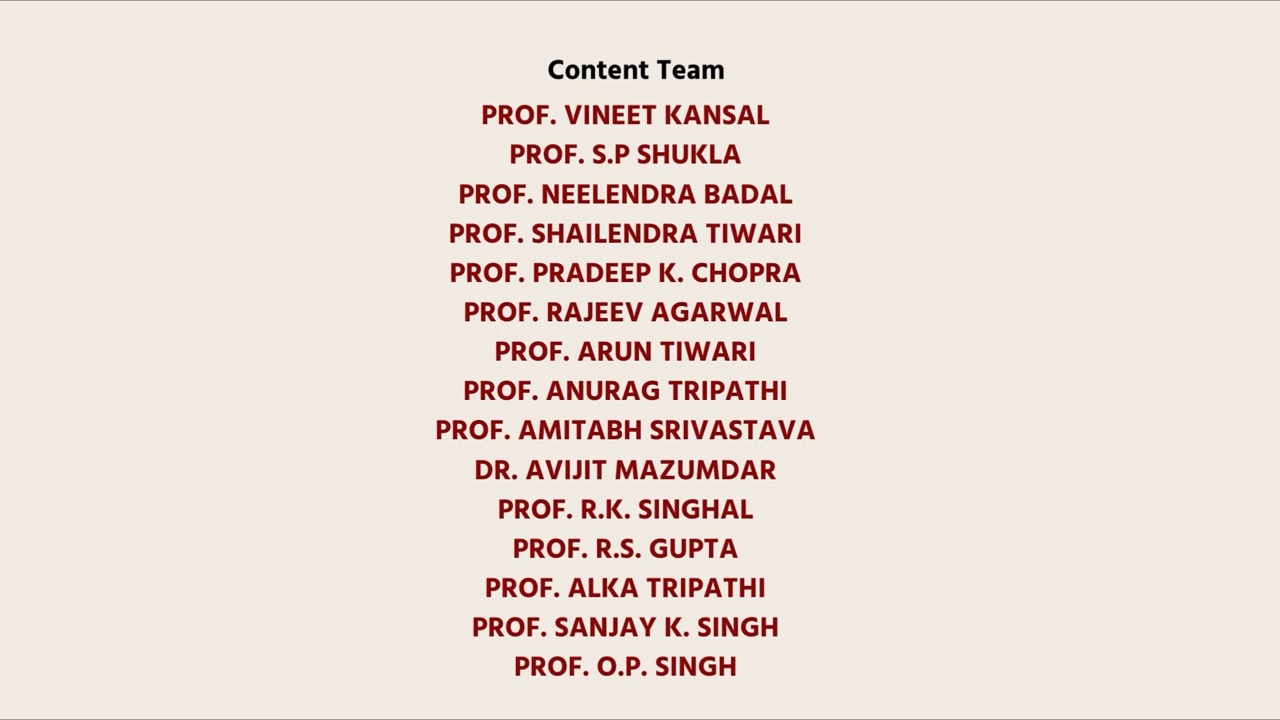 Content Team
PROF. VINEET KANSAL
PROF. S.P SHUKLA
PROF. NEELENDRA BADAL
PROF. SHAILENDRA TIWARI
PROF. PRADEEP K. CHOPRA
PROF. RAJEEV AGARWAL
PROF. ARUN TIWARI
PROF. ANURAG TRIPATHI
PROF. AMITABH SRIVASTAVA
DR. AVIJIT MAZUMDAR
PROF. R.K. SINGHAL
PROF. R.S. GUPTA
PROF. ALKA TRIPATHI
PROF. SANJAY K. SINGH
PROF. O.P. SINGH